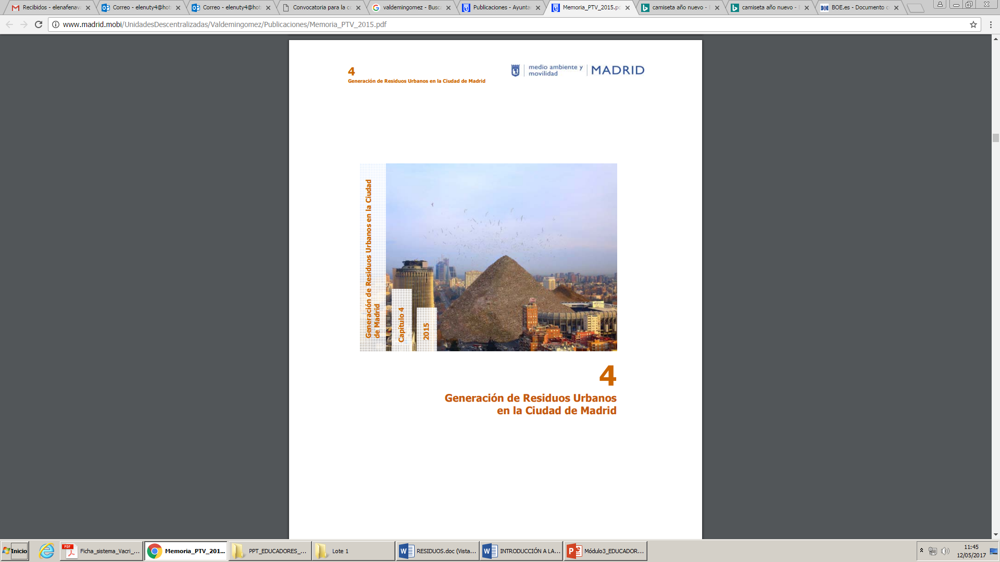 Recibidos - elenafenav
Correo - elenuty4@hot
Correo - elenuty4@hot
Convocatoria para la c
valdemingomez - Busc
Publicaciones - Ayunta
Memoria_PTV_2015.pd
camiseta año nuevo -
camiseta año nuevo -
BOE.es - Documento c
www.madrid.mobi/UnidadesDescentralizadas/Valdemingomez/Publicaciones/Memoria_PTV_2015.pdf
4
Generación de Residuos Urbanos en la Ciudad de Madrid
medio ambiente y
movilidad
MADRID
Generación de Residuos Urbanos en la Ciudad
de Madrid
Capítulo 4
2015
4
Generación de Residuos Urbanos
en la Ciudad de Madrid
Inicio
PDF
Ficha_sistema_Vacri_...
Memoria_PTV_201...
PPT_EDUCADORES_...
Lote 1
RESIDUOS.doc (Vista...
INTRODUCCIÓN A LA...
Módulo3_EDUCADOR...
11:45
12/05/2017